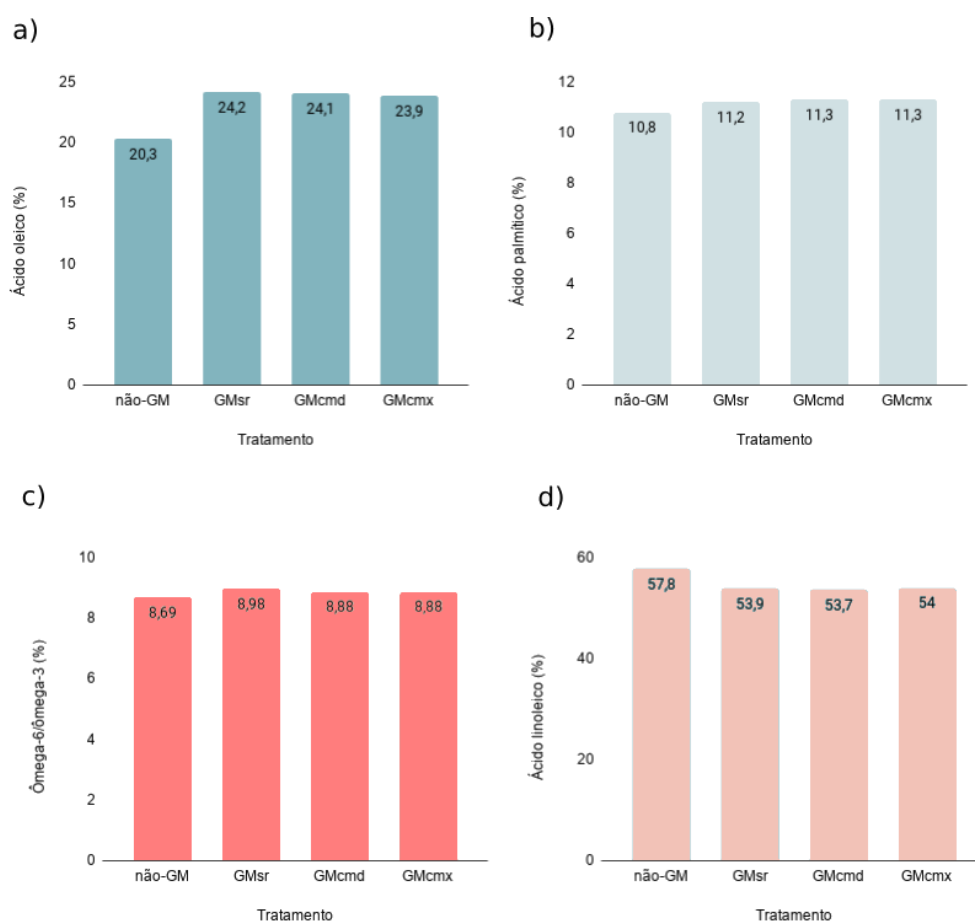 a)
Ácido oleico (%)
25
20
15
10
5
0
20,3
24,2
24,1
23,9
não-GM
GMsr
GMcmd
GMcmx
Tratamento
b)
Ácido palmítico (%)
12
10
8
6
4
2
0
10,8
11,2
11,3
11,3
não-GM
GMsr
GMcmd
GMcmx
Tratamento
c)
Ômega-6/ômega-3 (%)
10
8
6
4
2
0
8,69
8,98
8,88
8,88
não-GM
GMsr
GMcmd
GMcmx
Tratamento
d)
Ácido linoleico (%)
60
40
20
0
57,8
53,9
53,7
54
não-GM
GMsr
GMcmd
GMcmx
Tratamento